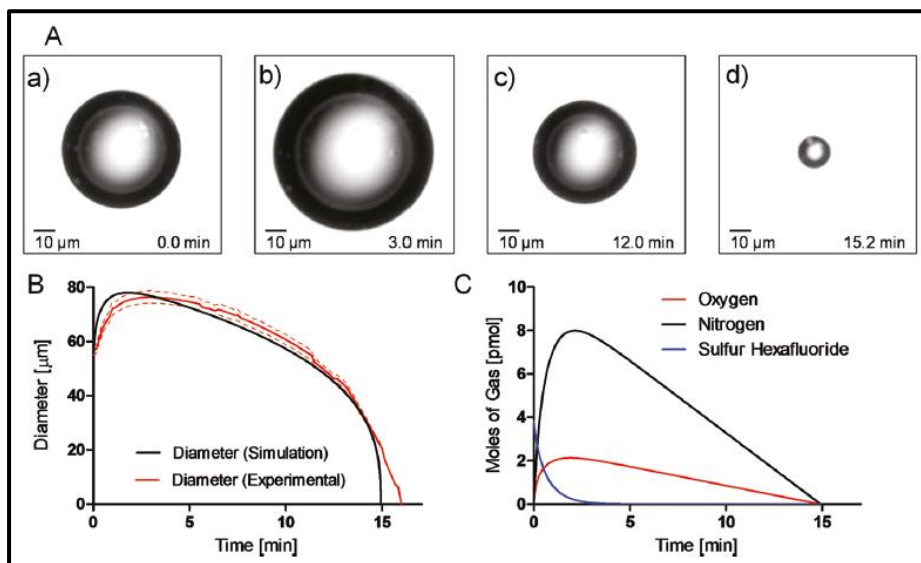 A
a)
10 µm
0.0 min
b)
10 µm
3.0 min
c)
10 µm
12.0 min
d)
10 µm
15.2 min
B
80
60
40
20
0
Diameter [µm]
Diameter (Simulation)
Diameter (Experimental)
0
5
10
15
Time [min]
C
10
8
6
4
2
0
Moles of Gas [pmol]
Oxygen
Nitrogen
Sulfur Hexafluoride
0
5
10
15
Time [min]